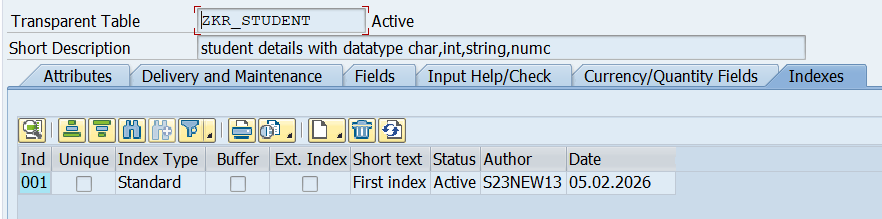 Transparent Table ZKR_STUDENT Active
Short Description student details with datatype char,int,string,numc
Attributes Delivery and Maintenance Fields Input Help/Check Currency/Quantity Fields Indexes
Ind Unique Index Type Buffer Ext. Index Short text Status Author Date
001 Standard First index Active S23NEW13 05.02.2026